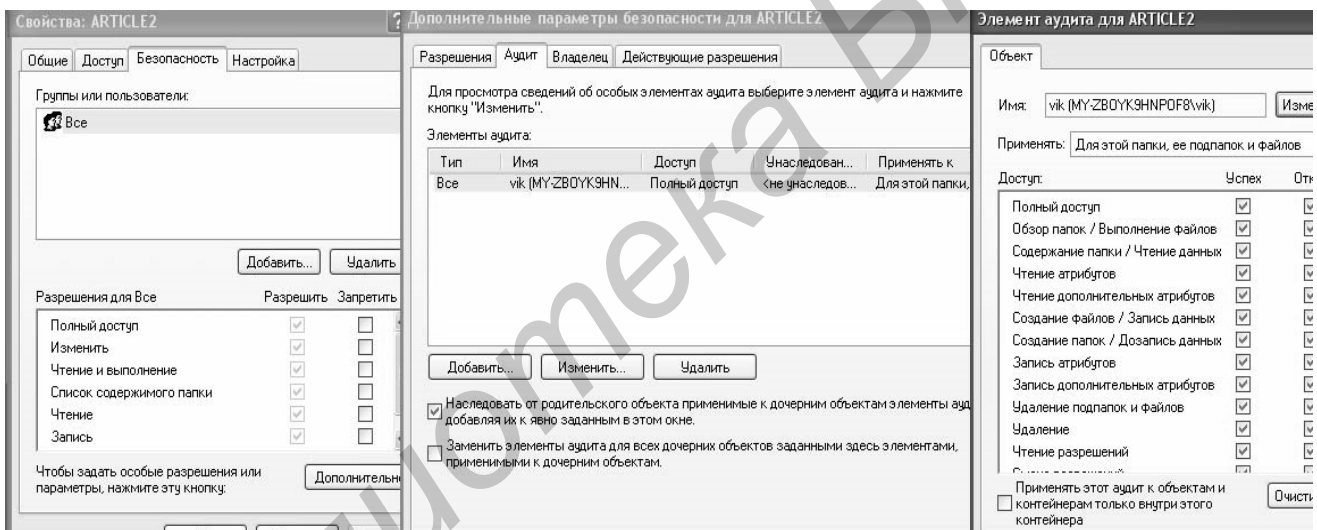 Свойства: ARTICLE2
?
Общие Доступ Безопасность Настройка
Группы или пользователи:
Все
Добавить... Удалить
Разрешения для Все Разрешить Запретить
Полный доступ
Изменить
Чтение и выполнение
Список содержимого папки
Чтение
Запись
Чтобы задать особые разрешения или
параметры, нажмите эту кнопку:
Дополнительно
Дополнительные параметры безопасности для ARTICLE2
Разрешения Аудит Владелец Действующие разрешения
Для просмотра сведений об особых элементах аудита выберите элемент аудита и нажмите
кнопку "Изменить".
Элементы аудита:
Тип Имя Доступ Унаследован... Применять к
Все vik (MY-ZBOYK9HN... Полный доступ <не унаследов... Для этой папки,
Добавить... Изменить... Удалить
Наследовать от родительского объекта применимые к дочерним объектам элементы ауд
добавляя их к явно заданным в этом окне.
Заменить элементы аудита для всех дочерних объектов заданными здесь элементами,
применимыми к дочерним объектам.
Элемент аудита для ARTICLE2
Объект
Имя: vik (MY-ZBOYK9HNPOF8\vik) Изме
Применять: Для этой папки, ее подпапок и файлов
Доступ: Успех Отк
Полный доступ
Обзор папок / Выполнение файлов
Содержание папки / Чтение данных
Чтение атрибутов
Чтение дополнительных атрибутов
Создание файлов / Запись данных
Создание папок / Дозапись данных
Запись атрибутов
Запись дополнительных атрибутов
Удаление подпапок и файлов
Удаление
Чтение разрешений
Применять этот аудит к объектам и
контейнерам только внутри этого
контейнера
Очисти